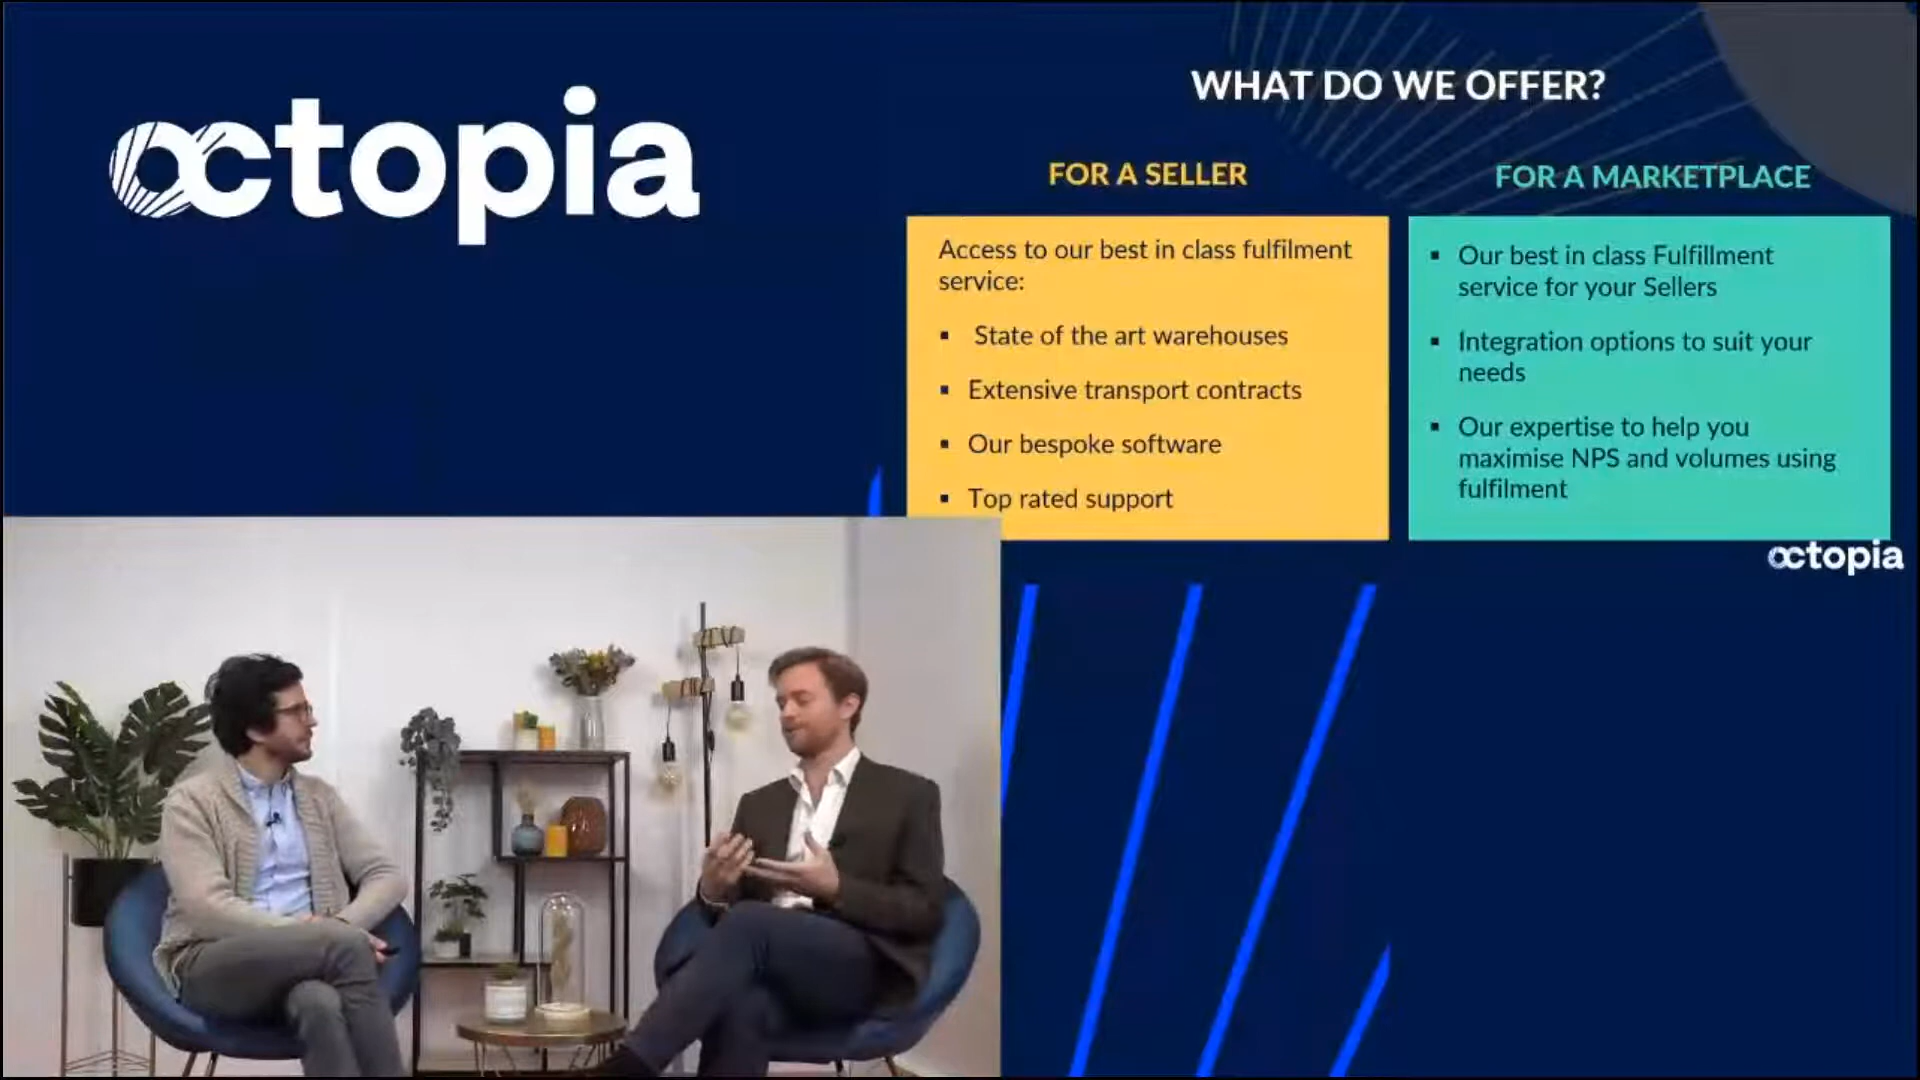 octopia
WHAT DO WE OFFER?
FOR A SELLER
Access to our best in class fulfilment
service:
▪ State of the art warehouses
▪ Extensive transport contracts
▪ Our bespoke software
▪ Top rated support
FOR A MARKETPLACE
▪ Our best in class Fulfillment
service for your Sellers
▪ Integration options to suit your
needs
▪ Our expertise to help you
maximise NPS and volumes using
fulfilment
octopia